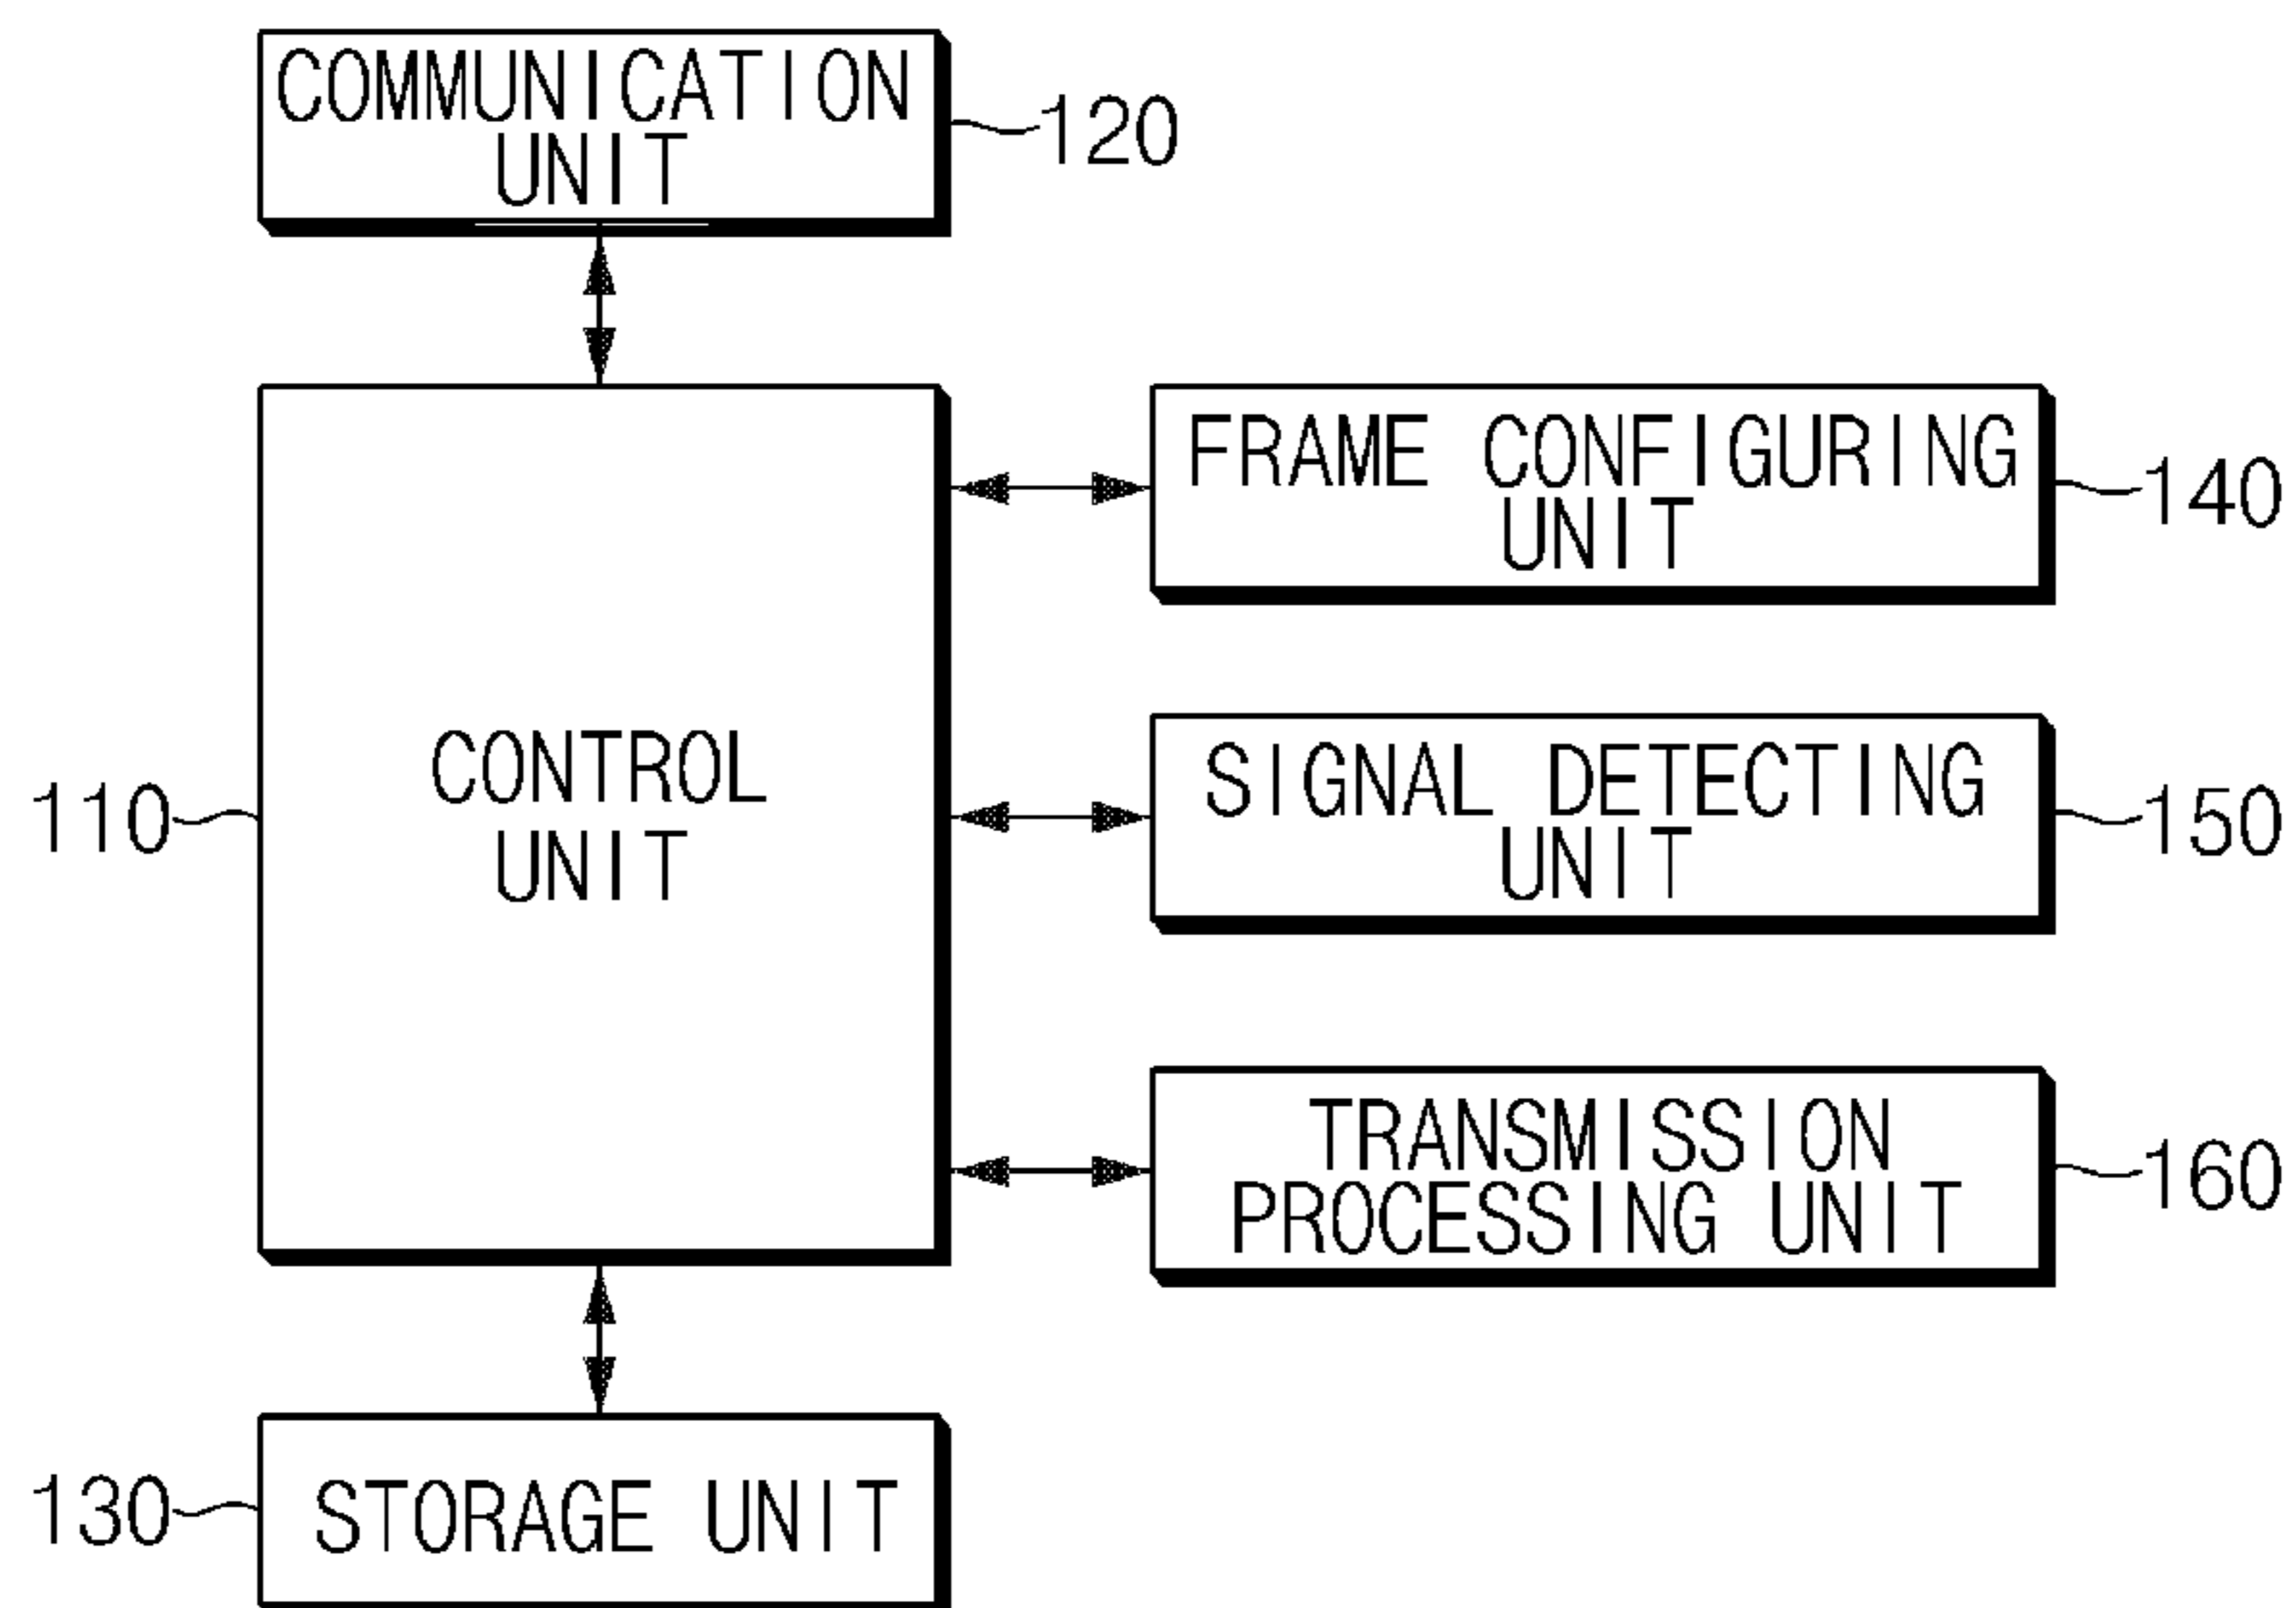 COMMUNICATION
UNIT
120
FRAME CONFIGURING
UNIT
140
CONTROL
UNIT
110
SIGNAL DETECTING
UNIT
150
TRANSMISSION
PROCESSING UNIT
160
130
STORAGE UNIT